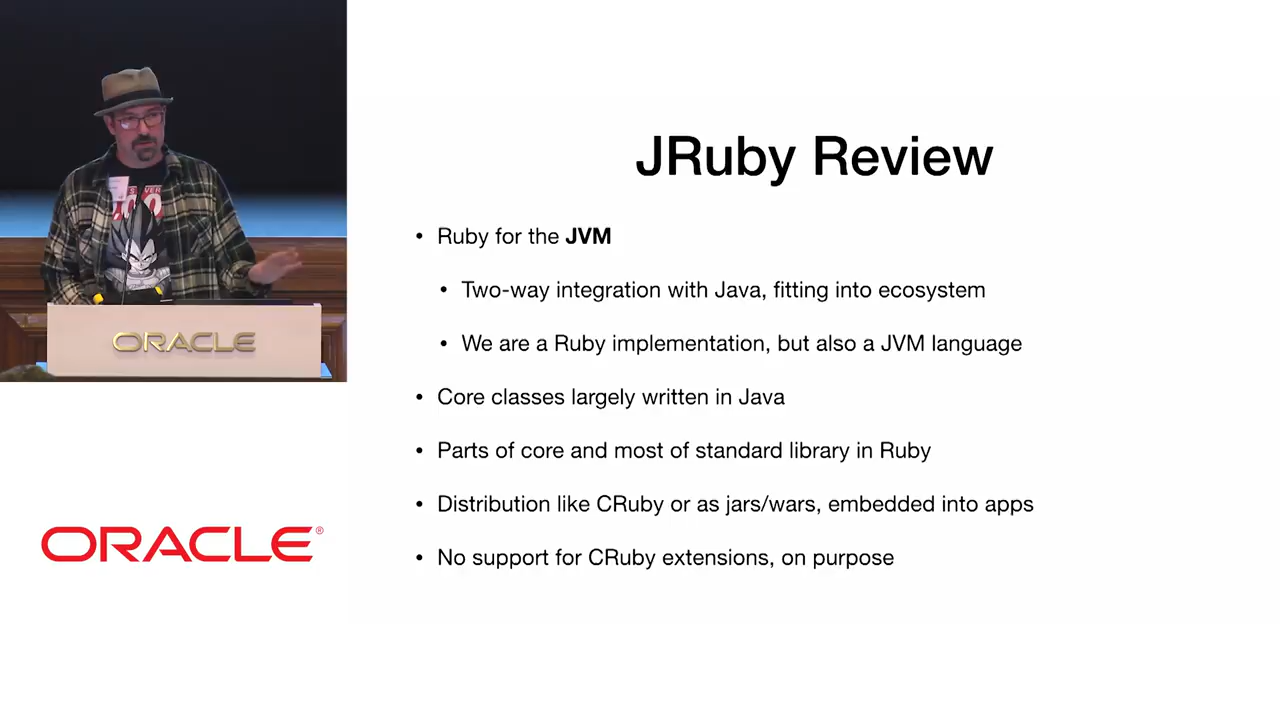 JRuby Review
• Ruby for the JVM
• Two-way integration with Java, fitting into ecosystem
• We are a Ruby implementation, but also a JVM language
• Core classes largely written in Java
• Parts of core and most of standard library in Ruby
• Distribution like CRuby or as jars/wars, embedded into apps
• No support for CRuby extensions, on purpose
ORACLE
ORACLE®